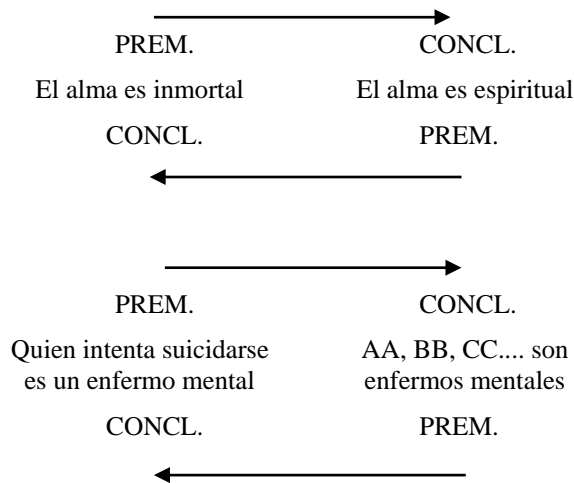 PREM. CONCL.
El alma es inmortal El alma es espiritual
CONCL. PREM.
PREM. CONCL.
Quien intenta suicidarse AA, BB, CC.... son
es un enfermo mental enfermos mentales
CONCL. PREM.